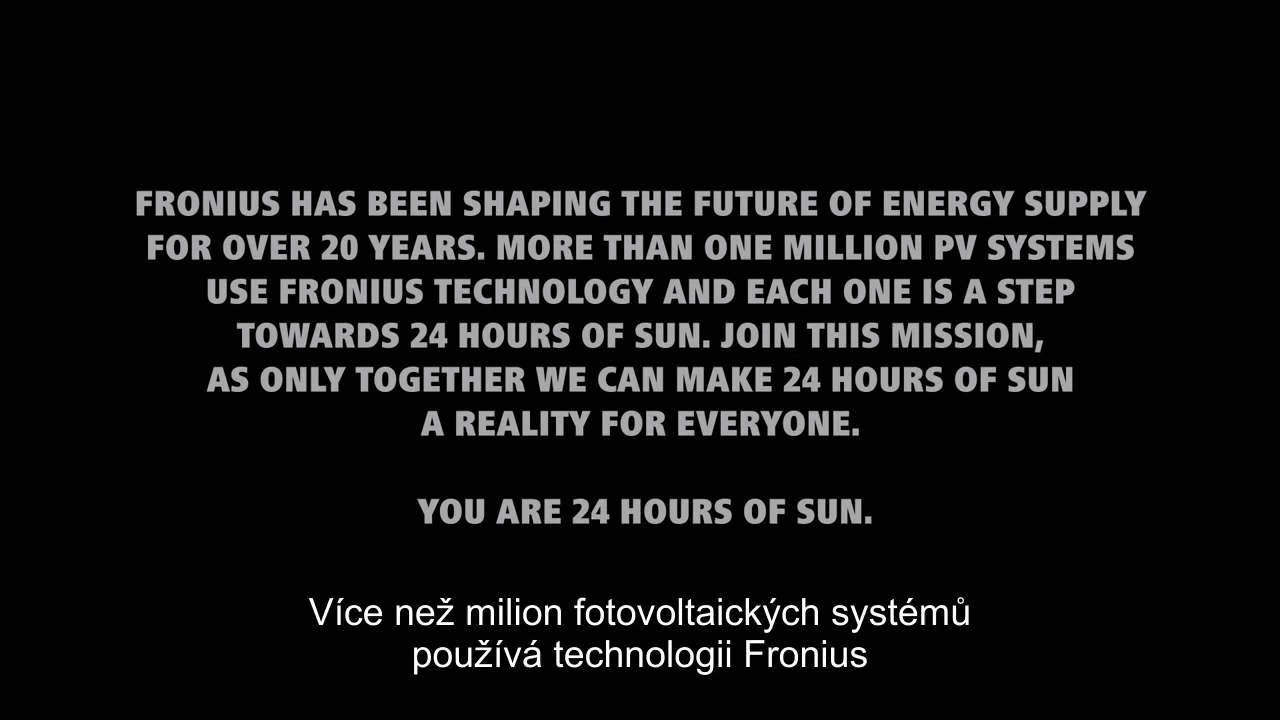 FRONIUS HAS BEEN SHAPING THE FUTURE OF ENERGY SUPPLY
FOR OVER 20 YEARS. MORE THAN ONE MILLION PV SYSTEMS
USE FRONIUS TECHNOLOGY AND EACH ONE IS A STEP
TOWARDS 24 HOURS OF SUN. JOIN THIS MISSION,
AS ONLY TOGETHER WE CAN MAKE 24 HOURS OF SUN
A REALITY FOR EVERYONE.
YOU ARE 24 HOURS OF SUN.
Více než milion fotovoltaických systémů
používá technologii Fronius